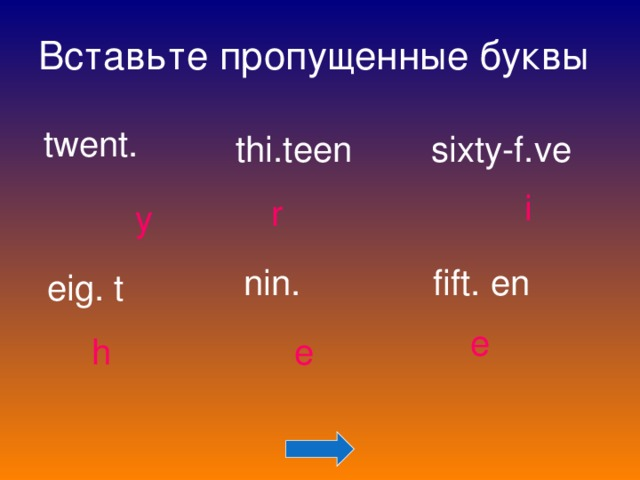 Вставьте пропущенные буквы
twent. thi.teen sixty-f.ve
y r i
eig. t nin. fift. en
h e e